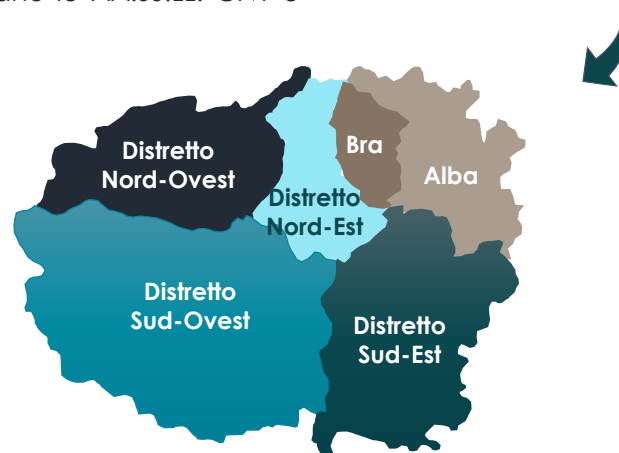 Distretto
Nord-Ovest
Bra
Alba
Distretto
Nord-Est
Distretto
Sud-Ovest
Distretto
Sud-Est